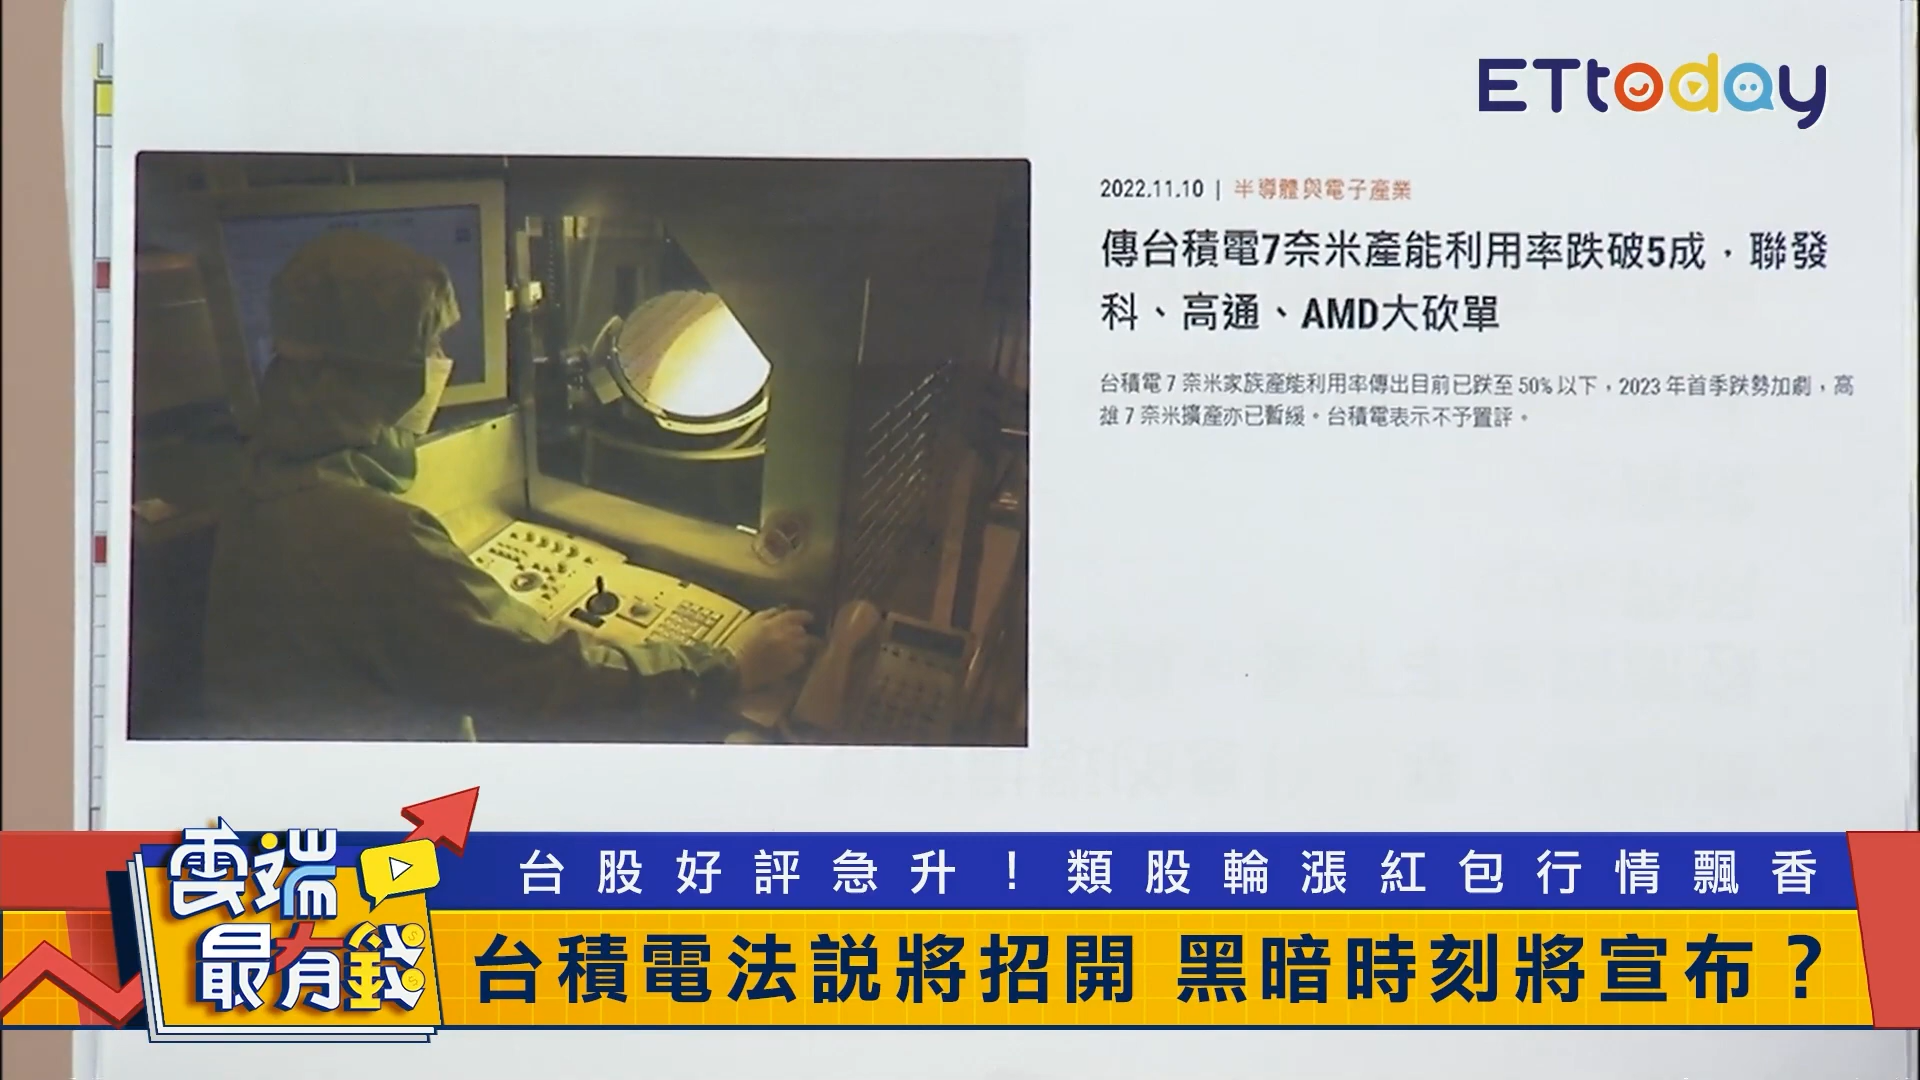 ETtoday
2022.11.10 | 半導體與電子產業
傳台積電7奈米產能利用率跌破5成，聯發
科、高通、AMD大砍單
台積電 7 奈米家族產能利用率傳出目前已跌至 50% 以下，2023 年首季跌勢加劇，高
雄 7 奈米擴產亦已暫緩。台積電表示不予置評。
雲端
最有錢
台股好評急升！類股輪漲紅包行情飄香
台積電法説將招開 黑暗時刻將宣布？